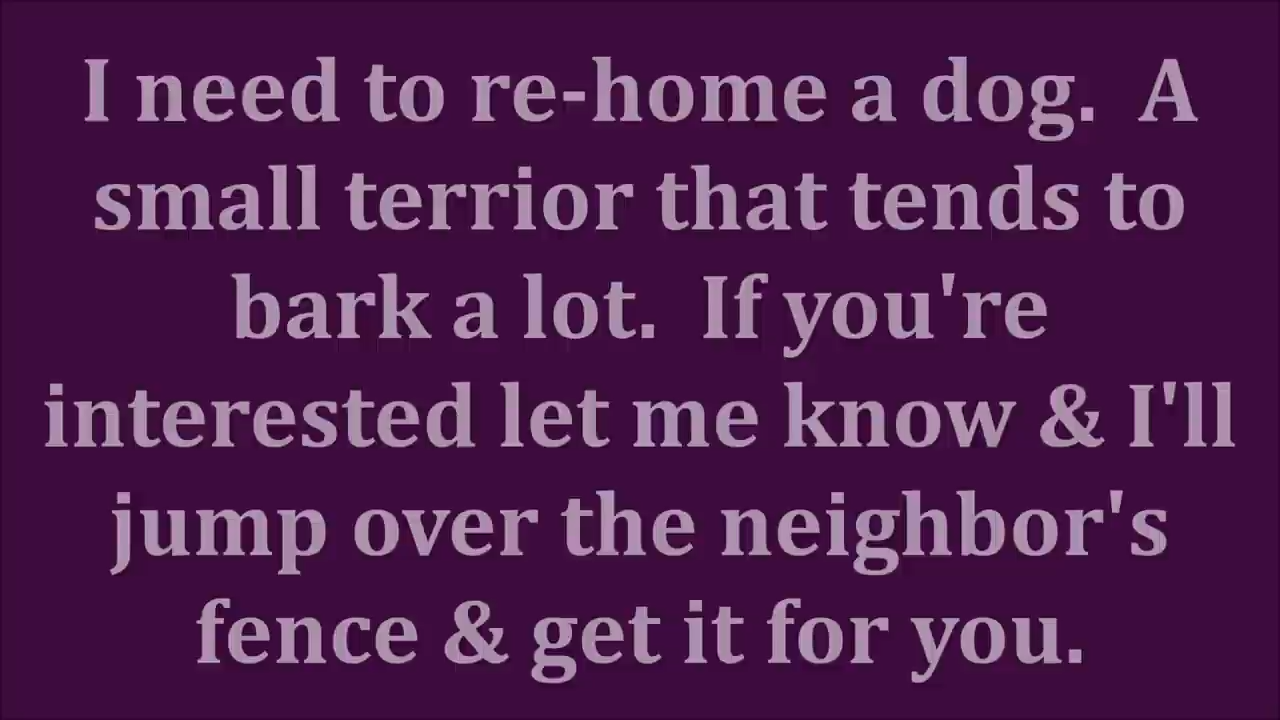 I need to re-home a dog.  A
small terrior that tends to
bark a lot.  If you're
interested let me know & I'll
jump over the neighbor's
fence & get it for you.